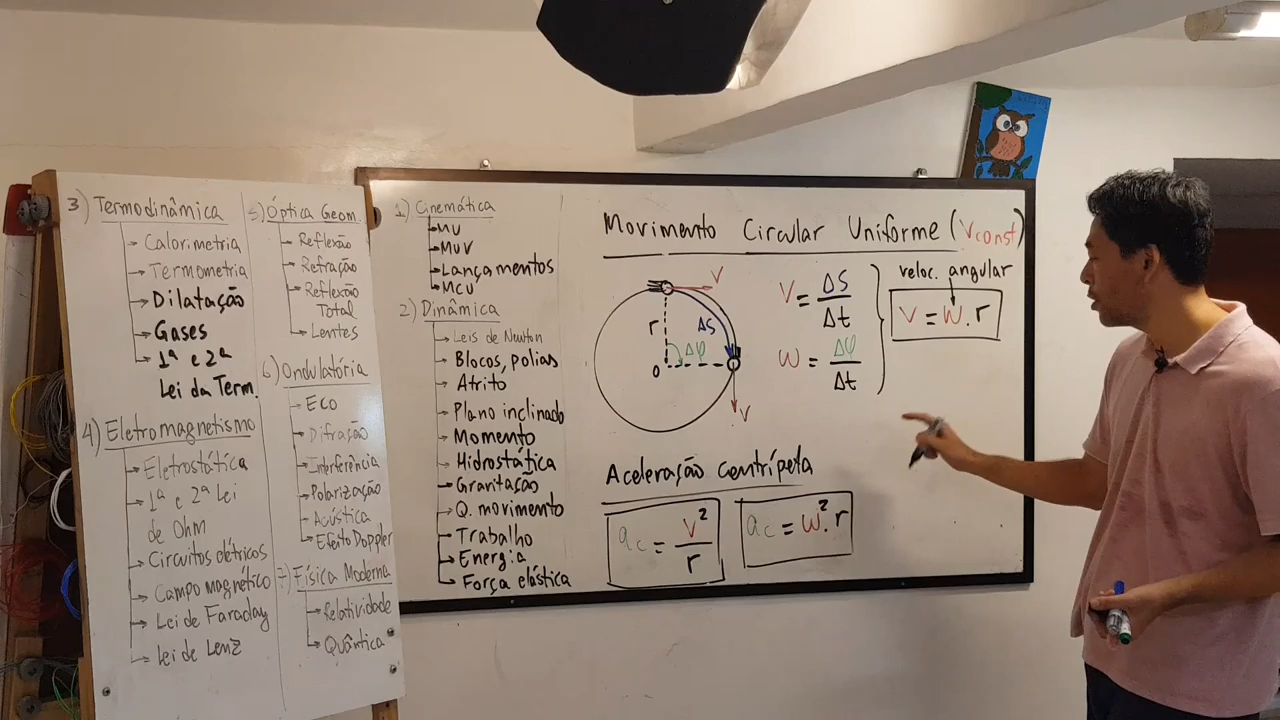 3) Termodinâmica
Calorimetria
Termometria
Dilatação
Gases
1ª e 2ª
Lei da Term.
4) Eletromagnetismo
Eletrostática
1ª e 2ª Lei
de Ohm
Circuitos elétricos
Campo magnético
Lei de Faraday
Lei de Lenz
5) Óptica Geom.
Reflexão
Refração
Reflexão
Total
Lentes
6) Ondulatória
Eco
Difração
Interferência
Polarização
Acústica
Efeito Doppler
7) Física Moderna
Relatividade
Quântica
1) Cinemática
MU
MUV
Lançamentos
MCU
2) Dinâmica
Leis de Newton
Blocos, polias
Atrito
Plano inclinado
Momento
Hidrostática
Gravitação
Q. movimento
Trabalho
Energia
Força elástica
Movimento Circular Uniforme (Vconst)
V
r
ΔS
Δφ
O
V
V = ΔS/Δt
W = Δφ/Δt
veloc. angular
V = W . r
Aceleração centrípeta
ac = V²/r
ac = W². r